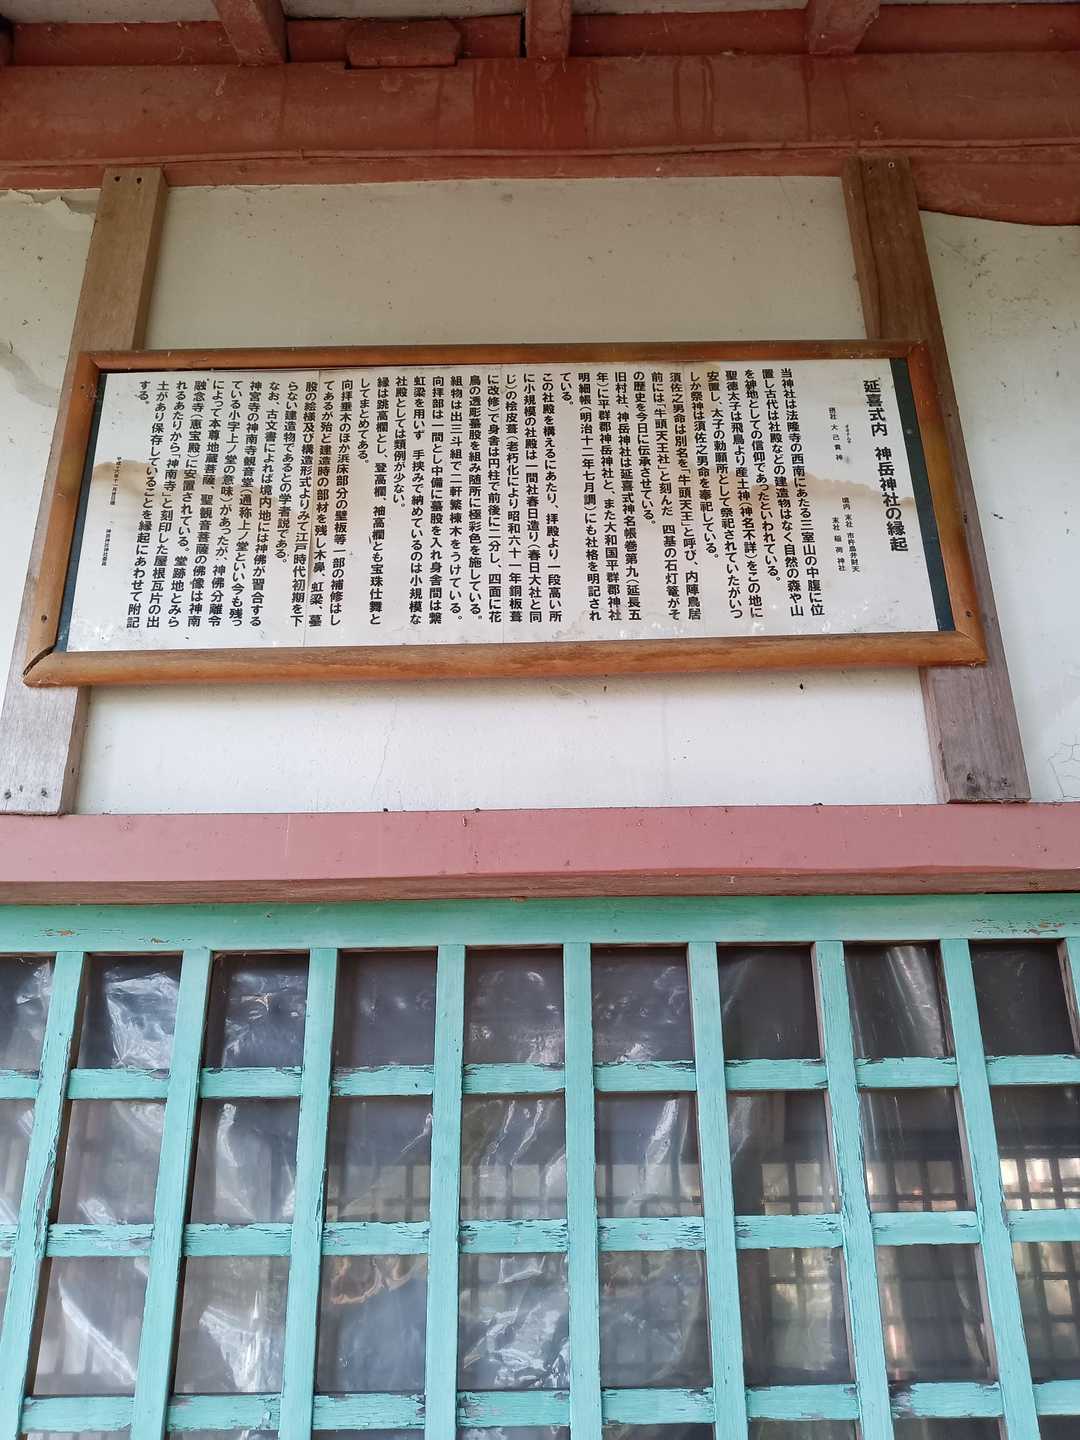 延喜式内　神岳神社の縁起
摂社　大己貴神
境内　末社　市杵島弁財天
末社　稲荷神社
当神社は法隆寺の西南にあたる三室山の中腹に位
置し古代は社殿などの建造物はなく自然の森や山
を神地としての信仰であったといわれている。
聖徳太子は飛鳥より産土神（神名不詳）をこの地に
安置し、太子の勅願所として祭祀されていたがいつ
しか祭神は須佐之男命を奉祀している。
須佐之男命は別名を「牛頭天王」と呼び、内陣鳥居
前には「牛頭天王社」と刻んだ　四基の石灯篭がそ
の歴史を今日に伝承させている。
旧村社、神岳神社は延喜式神名帳巻第九（延長五
年）に平群郡神岳神社と、また大和国平群郡神社
明細帳（明治十二年七月調）にも社格を明記され
ている。
この社殿を構えるにあたり、拝殿より一段高い所
に小規模の社殿は一間社春日造り（春日大社と同
じ）の桧皮葺（老朽化により昭和六十一年銅板葺
に改修）で身舎は円柱で前後に二分し、四面に花
鳥の透彫蟇股を組み随所に極彩色を施している。
組物は出三斗組で二軒繁棟木をうけている。
向拝部は一間とし中備に蟇股を入れ身舎間は繋
虹梁を用いず　手挟みで納めているのは小規模な
社殿としては類例が少ない。
縁は跳高欄とし、登高欄、袖高欄とも宝珠仕舞と
してまとめてある。
向拝垂木のほか浜床部分の壁板等一部の補修はし
てあるが殆ど建造時の部材を残し木鼻、虹梁、蟇
股の絵様及び構造形式よりみて江戸時代初期を下
らない建造物であるとの学者説である。
なお、古文書によれば境内地には神佛が習合する
神宮寺の神南寺観音堂（通称上ノ堂といい今も残っ
ている小字上ノ堂の意味）があったが、神佛分離令
によって本尊地蔵菩薩、聖観音菩薩の佛像は神南
融念寺（恵宝殿）に安置されている。堂跡地とみら
れるあたりから「神南寺」と刻印した屋根瓦片の出
土があり保存していることを縁起にあわせて附記
する。